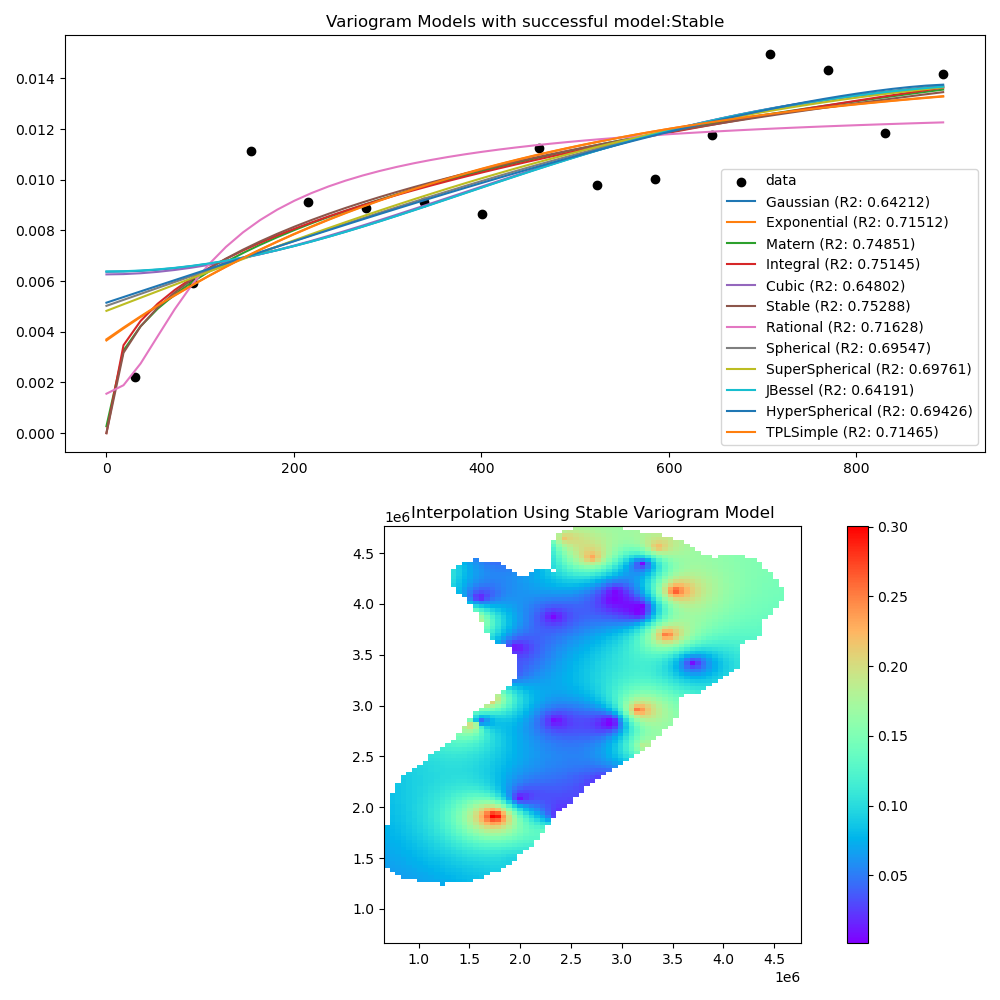 Variogram Models with successful model:Stable
0.014
0.012
0.010
0.008
0.006
0.004
0.002
0.000
data
Gaussian (R2: 0.64212)
Exponential (R2: 0.71512)
Matern (R2: 0.74851)
Integral (R2: 0.75145)
Cubic (R2: 0.64802)
Stable (R2: 0.75288)
Rational (R2: 0.71628)
Spherical (R2: 0.69547)
SuperSpherical (R2: 0.69761)
JBessel (R2: 0.64191)
HyperSpherical (R2: 0.69426)
TPLSimple (R2: 0.71465)
0 200 400 600 800
Interpolation Using Stable Variogram Model
1e6
4.5
4.0
3.5
3.0
2.5
2.0
1.5
1.0
1.0 1.5 2.0 2.5 3.0 3.5 4.0 4.5
1e6
0.30
0.25
0.20
0.15
0.10
0.05